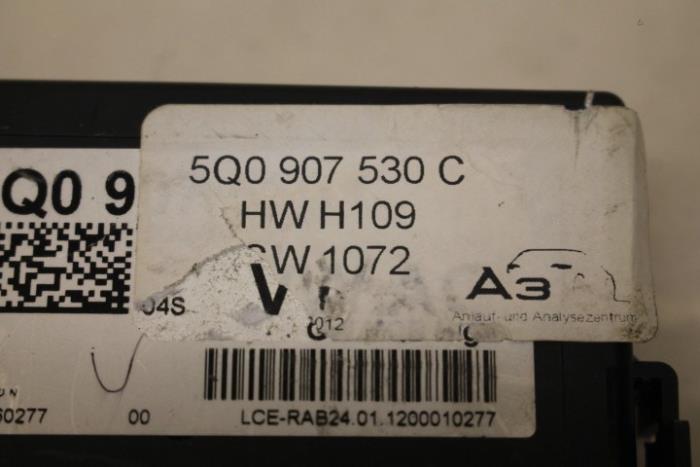 5Q0 907 530 C
Q0 9
HW H109
SW 1072
04S
V
A3
2012
Anlauf- und Analysezentrum
60277
00
LCE-RAB24.01.1200010277